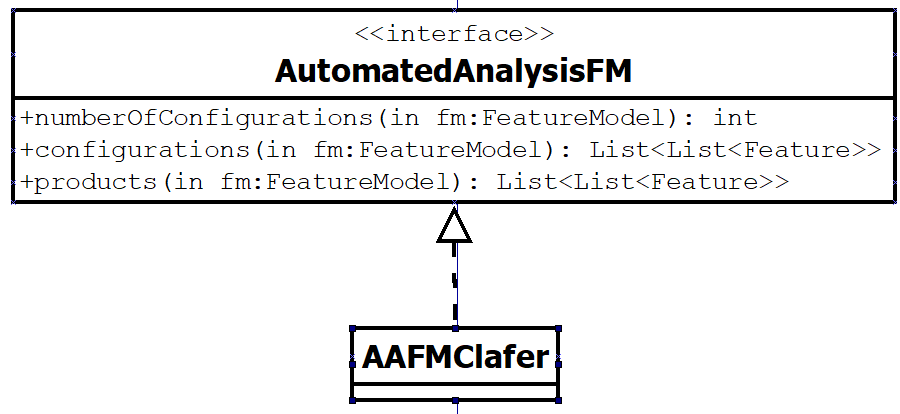 <<interface>>
AutomatedAnalysisFM
+numberOfConfigurations(in fm:FeatureModel): int
+configurations(in fm:FeatureModel): List<List<Feature>>
+products(in fm:FeatureModel): List<List<Feature>>
AAFMClafer